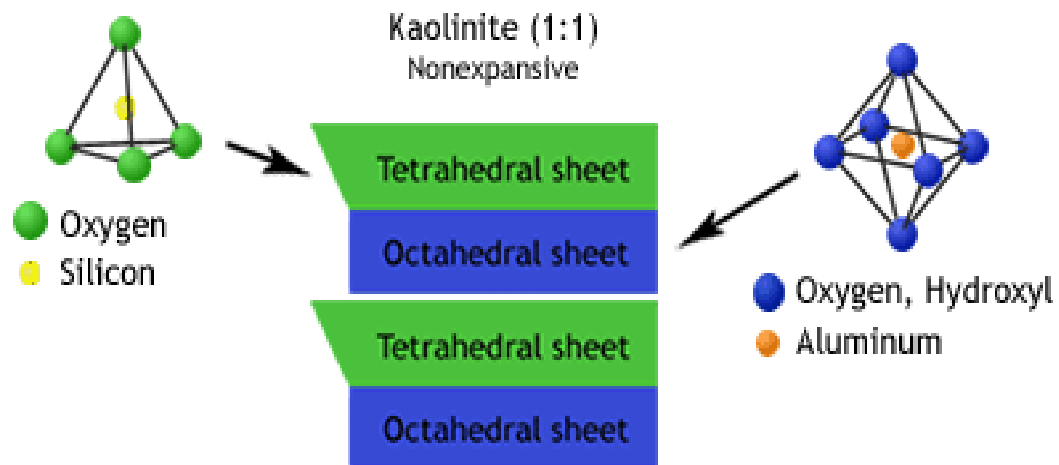 Kaolinite (1:1)
Nonexpansive
Tetrahedral sheet
Octahedral sheet
Tetrahedral sheet
Octahedral sheet
Oxygen
Silicon
Oxygen, Hydroxyl
Aluminum